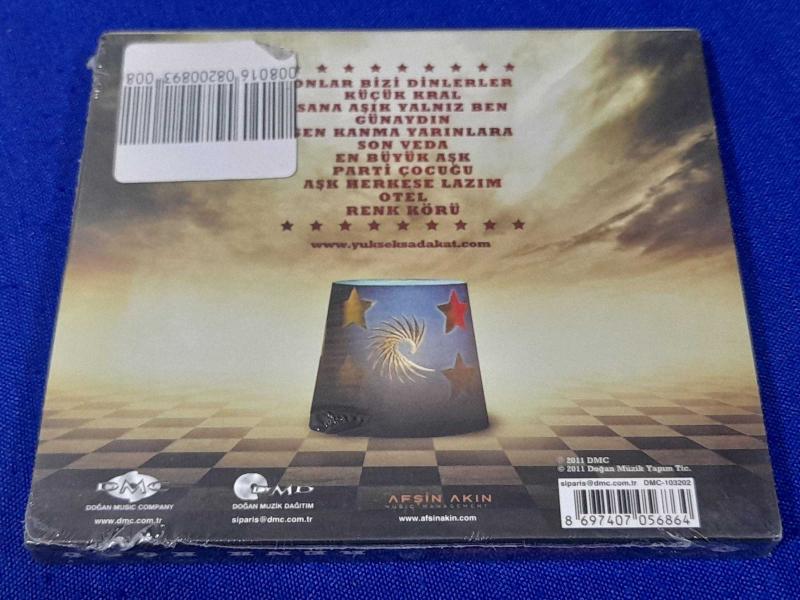 008016 08200893 008
ONLAR BİZİ DİNLERLER
KÜÇÜK KRAL
SANA AŞIK YALNIZ BEN
GÜNAYDIN
SEN KANMA YARINLARA
SON VEDA
EN BÜYÜK AŞK
PARTİ ÇOCUĞU
AŞK HERKESE LAZIM
OTEL
RENK KÖRÜ
www.yukseksadakat.com
℗ 2011 DMC
© 2011 Doğan Müzik Yapım Tic.
siparis@dmc.com.tr DMC-103202
8 697407 056864
DMC
DOĞAN MUSIC COMPANY
www.dmc.com.tr
DMD
DOĞAN MÜZİK DAĞITIM
siparis@dmc.com.tr
AFŞİN AKIN
MUSIC MANAGEMENT
www.afsinakin.com